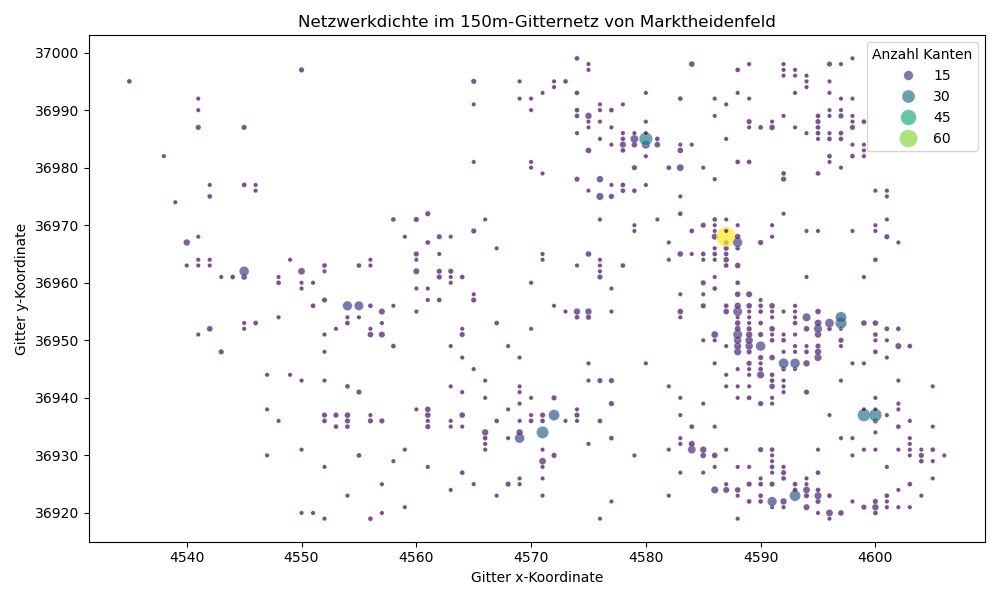 Netzwerkdichte im 150m-Gitternetz von Marktheidenfeld
Anzahl Kanten
15
30
45
60
Gitter y-Koordinate
37000
36990
36980
36970
36960
36950
36940
36930
36920
4540 4550 4560 4570 4580 4590 4600
Gitter x-Koordinate